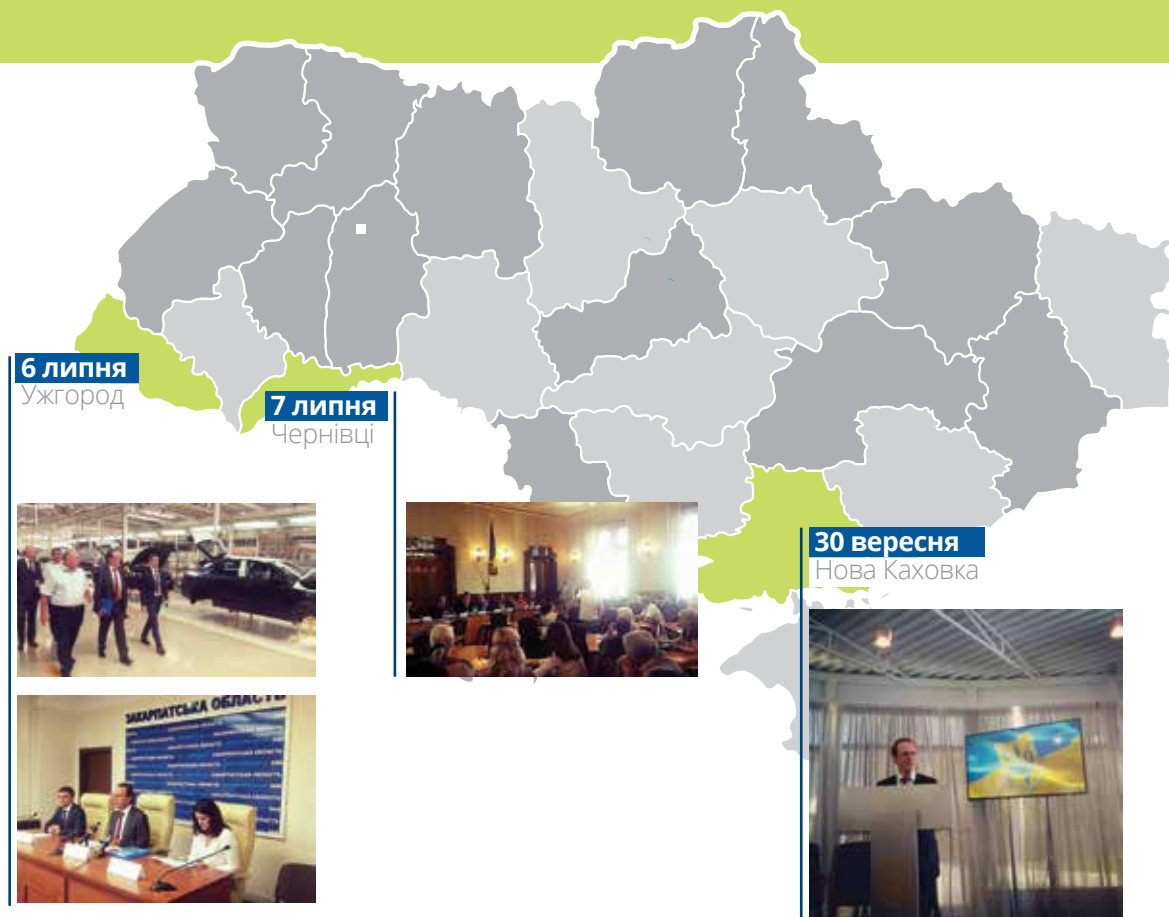 6 липня
Ужгород
7 липня
Чернівці
30 вересня
Нова Каховка
ЗАКАРПАТСЬКА ОБЛАСТЬ